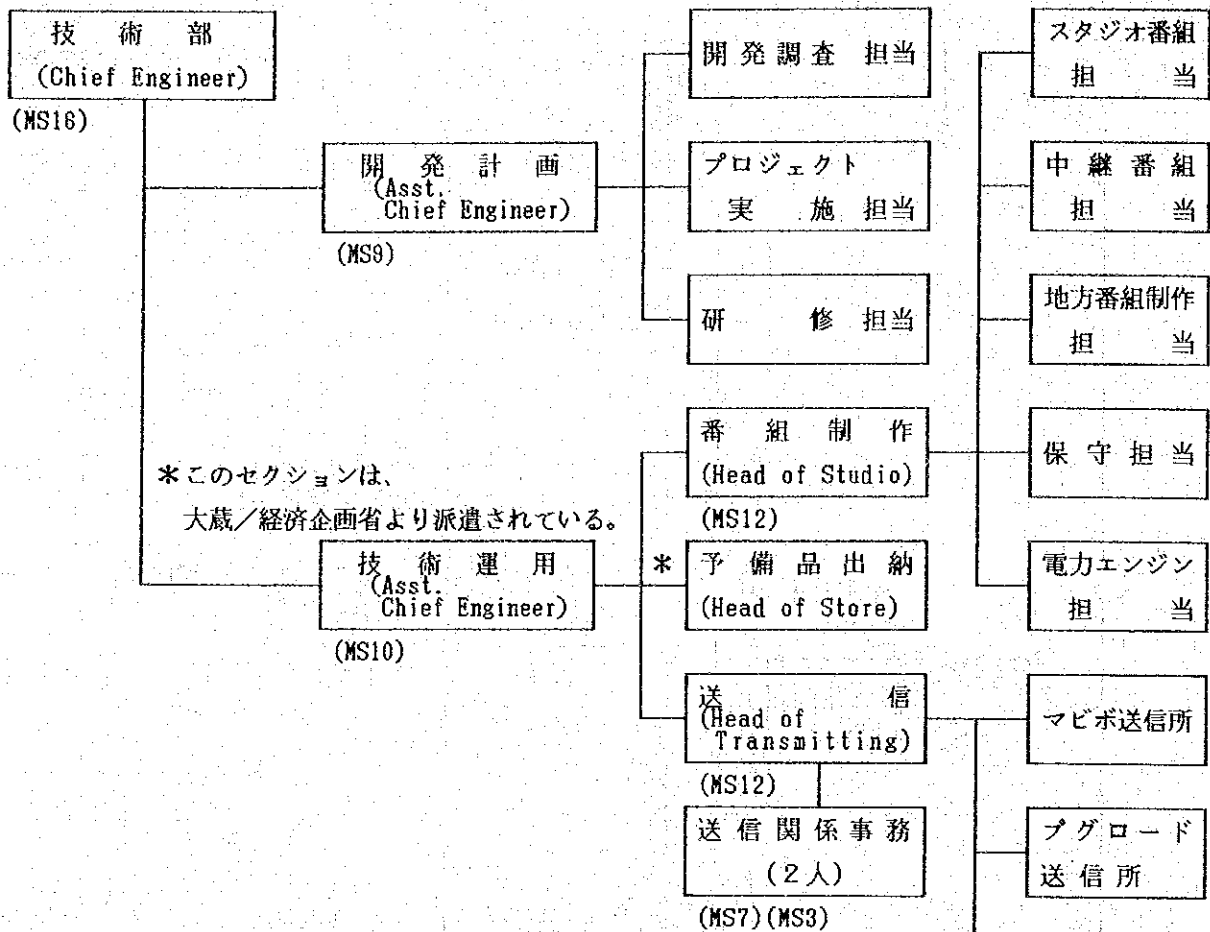 技術部
(Chief Engineer)
(MS16)
開発計画
(Asst.
Chief Engineer)
(MS9)
開発調査 担当
プロジェクト
実施担当
研修 担当
スタジオ番組
担当
中継番組
担当
地方番組制作
担当
保守担当
電力エンジン
担当
*このセクションは、
大蔵/経済企画省より派遣されている。
技術運用
(Asst.
Chief Engineer)
(MS10)
番組制作
(Head of Studio)
(MS12)
* 予備品出納
(Head of Store)
送信
(Head of
Transmitting)
(MS12)
送信関係事務
(2人)
(MS7)(MS3)
マビボ送信所
プグロード
送信所